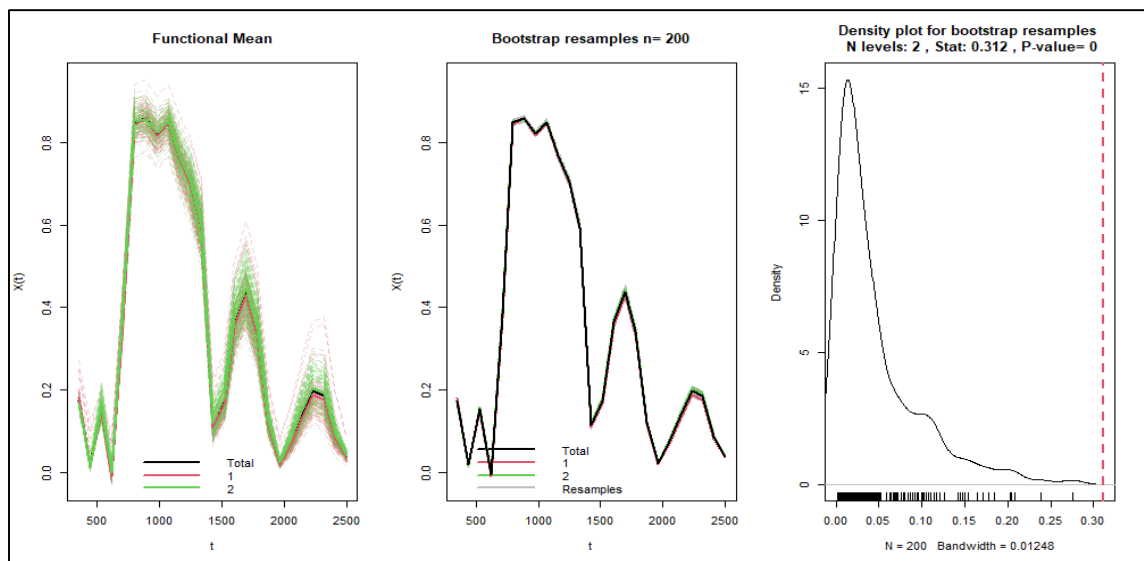 Functional Mean
X(t)
0.0
0.2
0.4
0.6
0.8
Total
1
2
500 1000 1500 2000 2500
t
Bootstrap resamples n= 200
X(t)
0.0
0.2
0.4
0.6
0.8
Total
1
2
Resamples
500 1000 1500 2000 2500
t
Density plot for bootstrap resamples
N levels: 2 , Stat: 0.312 , P-value= 0
Density
0
5
10
15
0.00 0.05 0.10 0.15 0.20 0.25 0.30
N = 200 Bandwidth = 0.01248